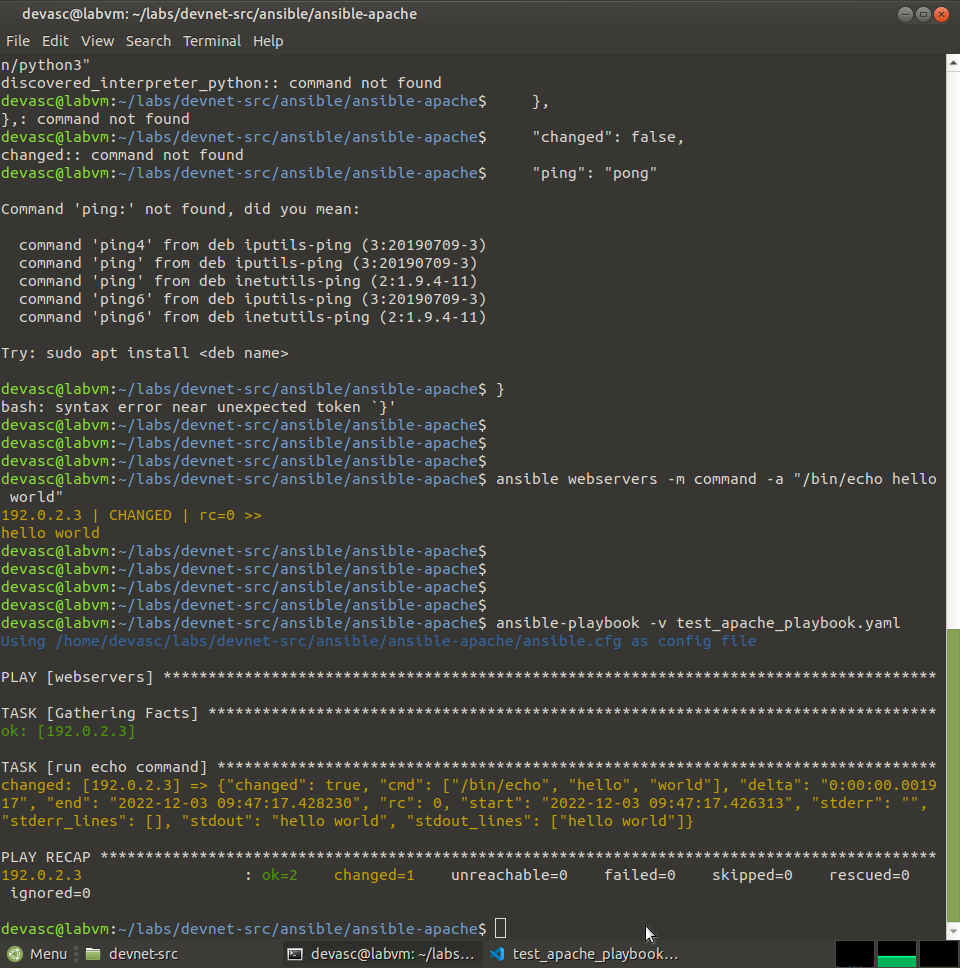 devasc@labvm: ~/labs/devnet-src/ansible/ansible-apache
File Edit View Search Terminal Help
n/python3"
discovered_interpreter_python:: command not found
devasc@labvm:~/labs/devnet-src/ansible/ansible-apache$     },
},: command not found
devasc@labvm:~/labs/devnet-src/ansible/ansible-apache$     "changed": false,
changed:: command not found
devasc@labvm:~/labs/devnet-src/ansible/ansible-apache$     "ping": "pong"
Command 'ping:' not found, did you mean:
  command 'ping4' from deb iputils-ping (3:20190709-3)
  command 'ping' from deb iputils-ping (3:20190709-3)
  command 'ping' from deb inetutils-ping (2:1.9.4-11)
  command 'ping6' from deb iputils-ping (3:20190709-3)
  command 'ping6' from deb inetutils-ping (2:1.9.4-11)
Try: sudo apt install <deb name>
devasc@labvm:~/labs/devnet-src/ansible/ansible-apache$ }
bash: syntax error near unexpected token `}'
devasc@labvm:~/labs/devnet-src/ansible/ansible-apache$
devasc@labvm:~/labs/devnet-src/ansible/ansible-apache$
devasc@labvm:~/labs/devnet-src/ansible/ansible-apache$
devasc@labvm:~/labs/devnet-src/ansible/ansible-apache$ ansible webservers -m command -a "/bin/echo hello
 world"
192.0.2.3 | CHANGED | rc=0 >>
hello world
devasc@labvm:~/labs/devnet-src/ansible/ansible-apache$
devasc@labvm:~/labs/devnet-src/ansible/ansible-apache$
devasc@labvm:~/labs/devnet-src/ansible/ansible-apache$
devasc@labvm:~/labs/devnet-src/ansible/ansible-apache$
devasc@labvm:~/labs/devnet-src/ansible/ansible-apache$ ansible-playbook -v test_apache_playbook.yaml
Using /home/devasc/labs/devnet-src/ansible/ansible-apache/ansible.cfg as config file
PLAY [webservers] **************************************************************************************
TASK [Gathering Facts] *********************************************************************************
ok: [192.0.2.3]
TASK [run echo command] ********************************************************************************
changed: [192.0.2.3] => {"changed": true, "cmd": ["/bin/echo", "hello", "world"], "delta": "0:00:00.0019
17", "end": "2022-12-03 09:47:17.428230", "rc": 0, "start": "2022-12-03 09:47:17.426313", "stderr": "",
"stderr_lines": [], "stdout": "hello world", "stdout_lines": ["hello world"]}
PLAY RECAP *********************************************************************************************
192.0.2.3                  : ok=2    changed=1    unreachable=0    failed=0    skipped=0    rescued=0
 ignored=0
devasc@labvm:~/labs/devnet-src/ansible/ansible-apache$
Menu devnet-src devasc@labvm: ~/labs... test_apache_playbook...